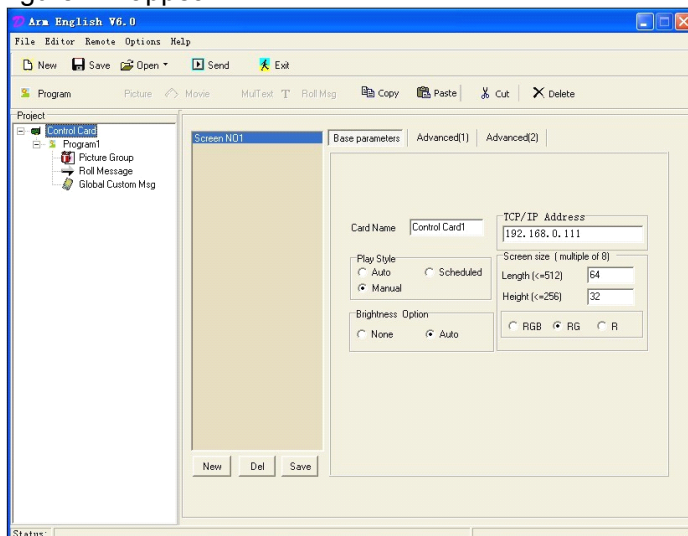 Arm English V6.0
File Editor Remote Options Help
New Save Open Send Exit
Program Picture Movie MulText T Roll Msg Copy Paste Cut Delete
Project
Control Card
Program1
Picture Group
Roll Message
Global Custom Msg
Screen NO1
New Del Save
Base parameters Advanced(1) Advanced(2)
Card Name Control Card1
TCP/IP Address
192.168.0.111
Play Style
Auto Scheduled
Manual
Screen size ( multiple of 8)
Length (<=512) 64
Height (<=256) 32
Brightness Option
None Auto
RGB RG R
Status: